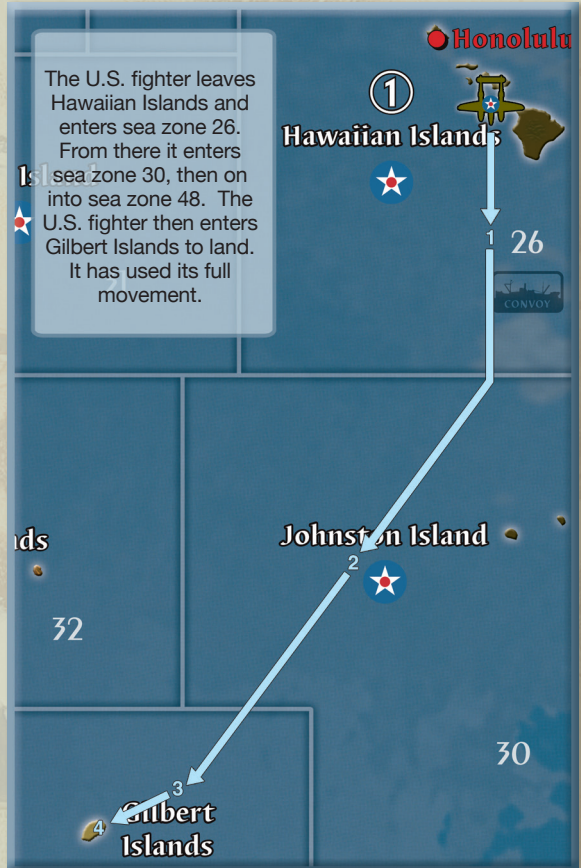 Honolulu
The U.S. fighter leaves
Hawaiian Islands and
enters sea zone 26.
From there it enters
sea zone 30, then on
into sea zone 48. The
U.S. fighter then enters
Gilbert Islands to land.
It has used its full
movement.
1
Hawaiian Islands
Island
1
26
CONVOY
Johnston Island
2
32
30
3
Gilbert
Islands
4